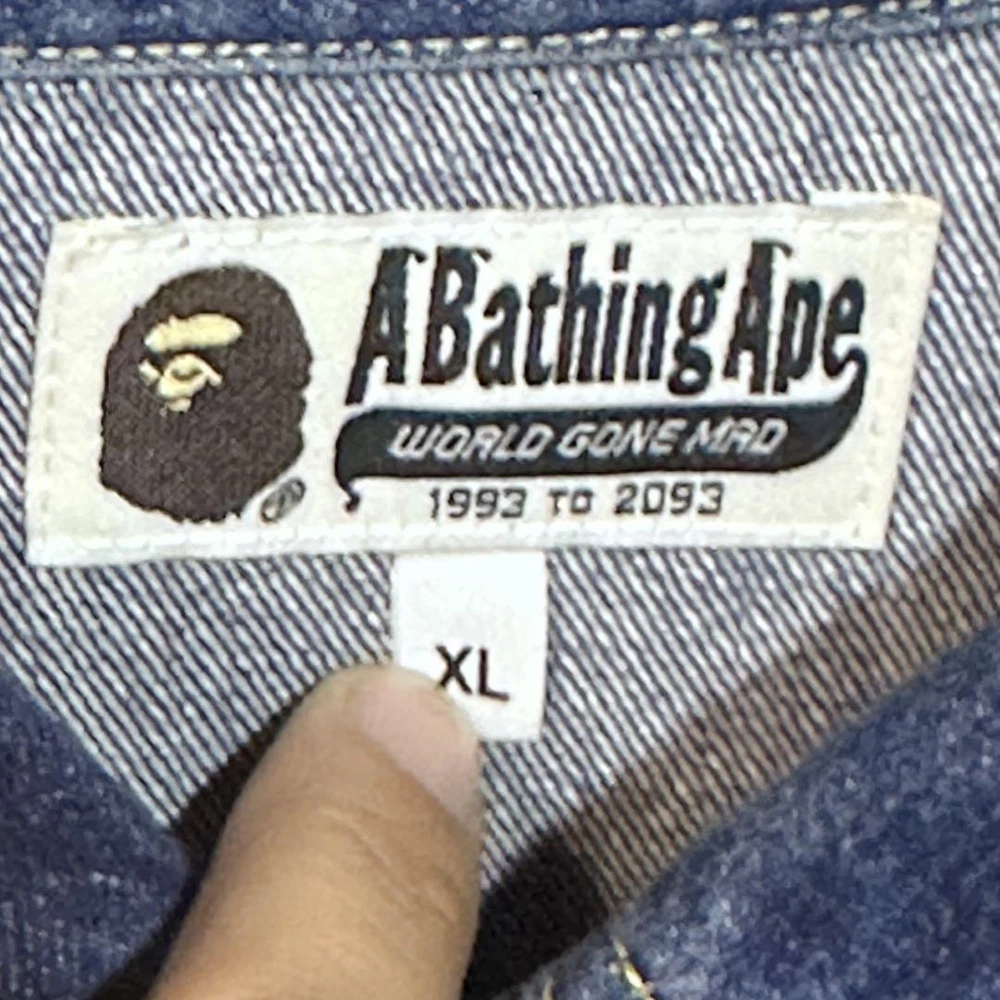 A Bathing Ape
WORLD GONE MAD
1993 TO 2093
XL